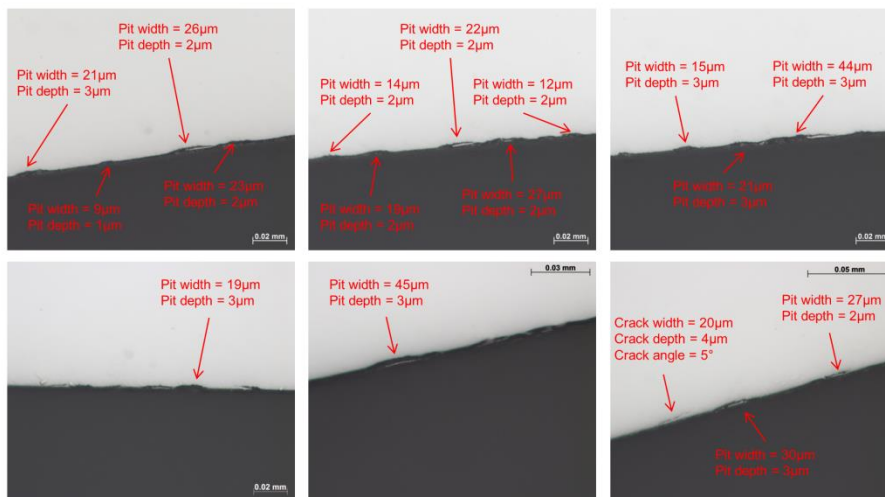 Pit width = 26µm
Pit depth = 2µm
Pit width = 21µm
Pit depth = 3µm
Pit width = 9µm
Pit depth = 1µm
Pit width = 23µm
Pit depth = 2µm
0.02 mm
Pit width = 22µm
Pit depth = 2µm
Pit width = 14µm
Pit depth = 2µm
Pit width = 12µm
Pit depth = 2µm
Pit width = 19µm
Pit depth = 2µm
Pit width = 27µm
Pit depth = 2µm
0.02 mm
Pit width = 15µm
Pit depth = 3µm
Pit width = 44µm
Pit depth = 3µm
Pit width = 21µm
Pit depth = 3µm
0.02 mm
Pit width = 19µm
Pit depth = 3µm
0.02 mm
0.03 mm
Pit width = 45µm
Pit depth = 3µm
0.05 mm
Pit width = 27µm
Pit depth = 2µm
Crack width = 20µm
Crack depth = 4µm
Crack angle = 5°
Pit width = 30µm
Pit depth = 3µm